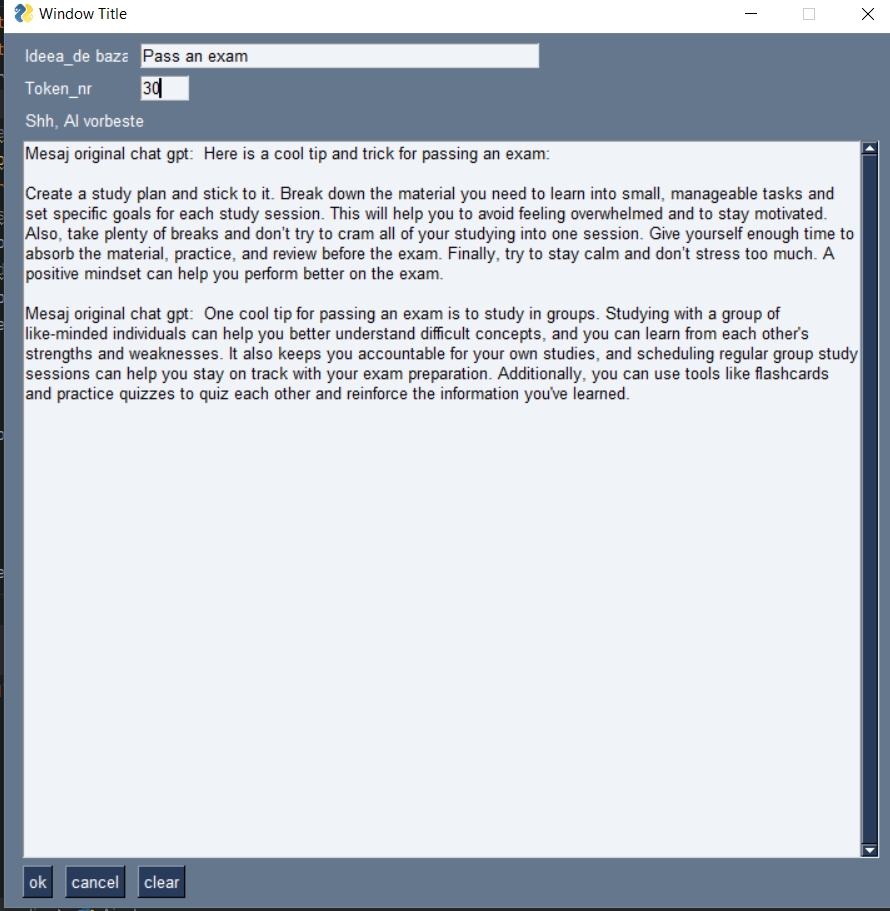 Window Title
Ideea_de baza
Pass an exam
Token_nr
30
Shh, AI vorbeste
Mesaj original chat gpt:  Here is a cool tip and trick for passing an exam:
Create a study plan and stick to it. Break down the material you need to learn into small, manageable tasks and
set specific goals for each study session. This will help you to avoid feeling overwhelmed and to stay motivated.
Also, take plenty of breaks and don't try to cram all of your studying into one session. Give yourself enough time to
absorb the material, practice, and review before the exam. Finally, try to stay calm and don't stress too much. A
positive mindset can help you perform better on the exam.
Mesaj original chat gpt:  One cool tip for passing an exam is to study in groups. Studying with a group of
like-minded individuals can help you better understand difficult concepts, and you can learn from each other's
strengths and weaknesses. It also keeps you accountable for your own studies, and scheduling regular group study
sessions can help you stay on track with your exam preparation. Additionally, you can use tools like flashcards
and practice quizzes to quiz each other and reinforce the information you've learned.
ok
cancel
clear